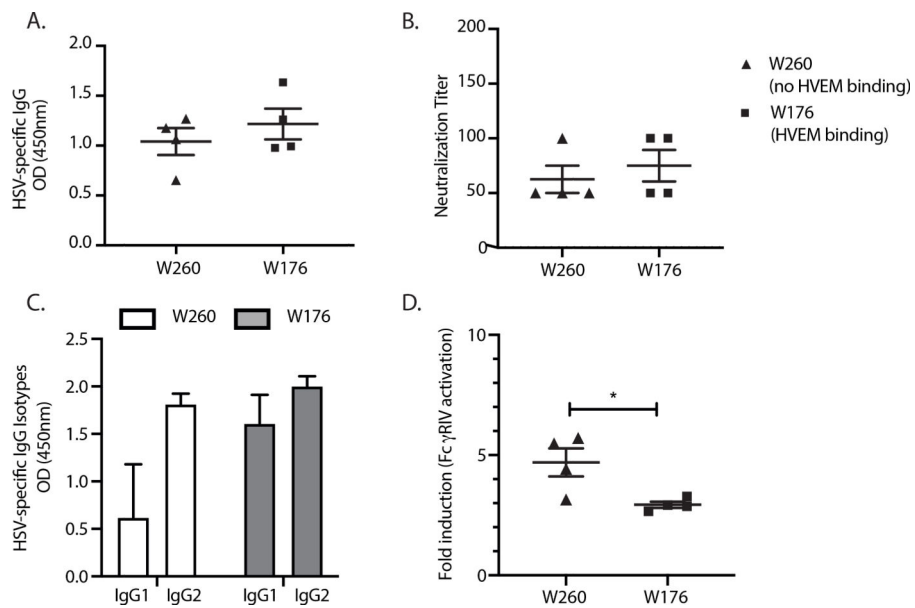 A.
HSV-specific IgG
OD (450nm)
2.0
1.5
1.0
0.5
0.0
W260
W176
B.
Neutralization Titer
200
150
100
50
0
W260
W176
W260
(no HVEM binding)
W176
(HVEM binding)
C.
W260
W176
HSV-specific IgG Isotypes
OD (450nm)
2.5
2.0
1.5
1.0
0.5
0.0
IgG1
IgG2
IgG1
IgG2
D.
Fold induction (Fc γRIV activation)
10
5
0
*
W260
W176